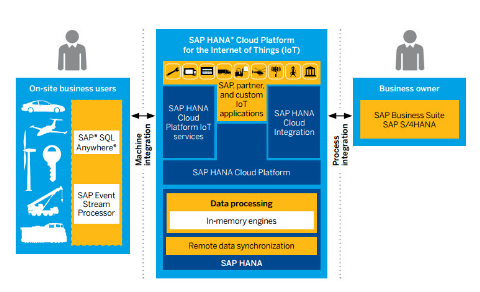 SAP HANA* Cloud Platform
for the Internet of Things (IoT)
On-site business users
SAP* SQL
Anywhere*
SAP Event
Stream
Processor
Machine
integration
SAP, partner,
and custom
IoT
applications
SAP HANA
Cloud
Platform IoT
services
SAP HANA
Cloud
Integration
SAP HANA Cloud Platform
Data processing
In-memory engines
Remote data synchronization
SAP HANA
Process
integration
Business owner
SAP Business Suite
SAP S/4HANA